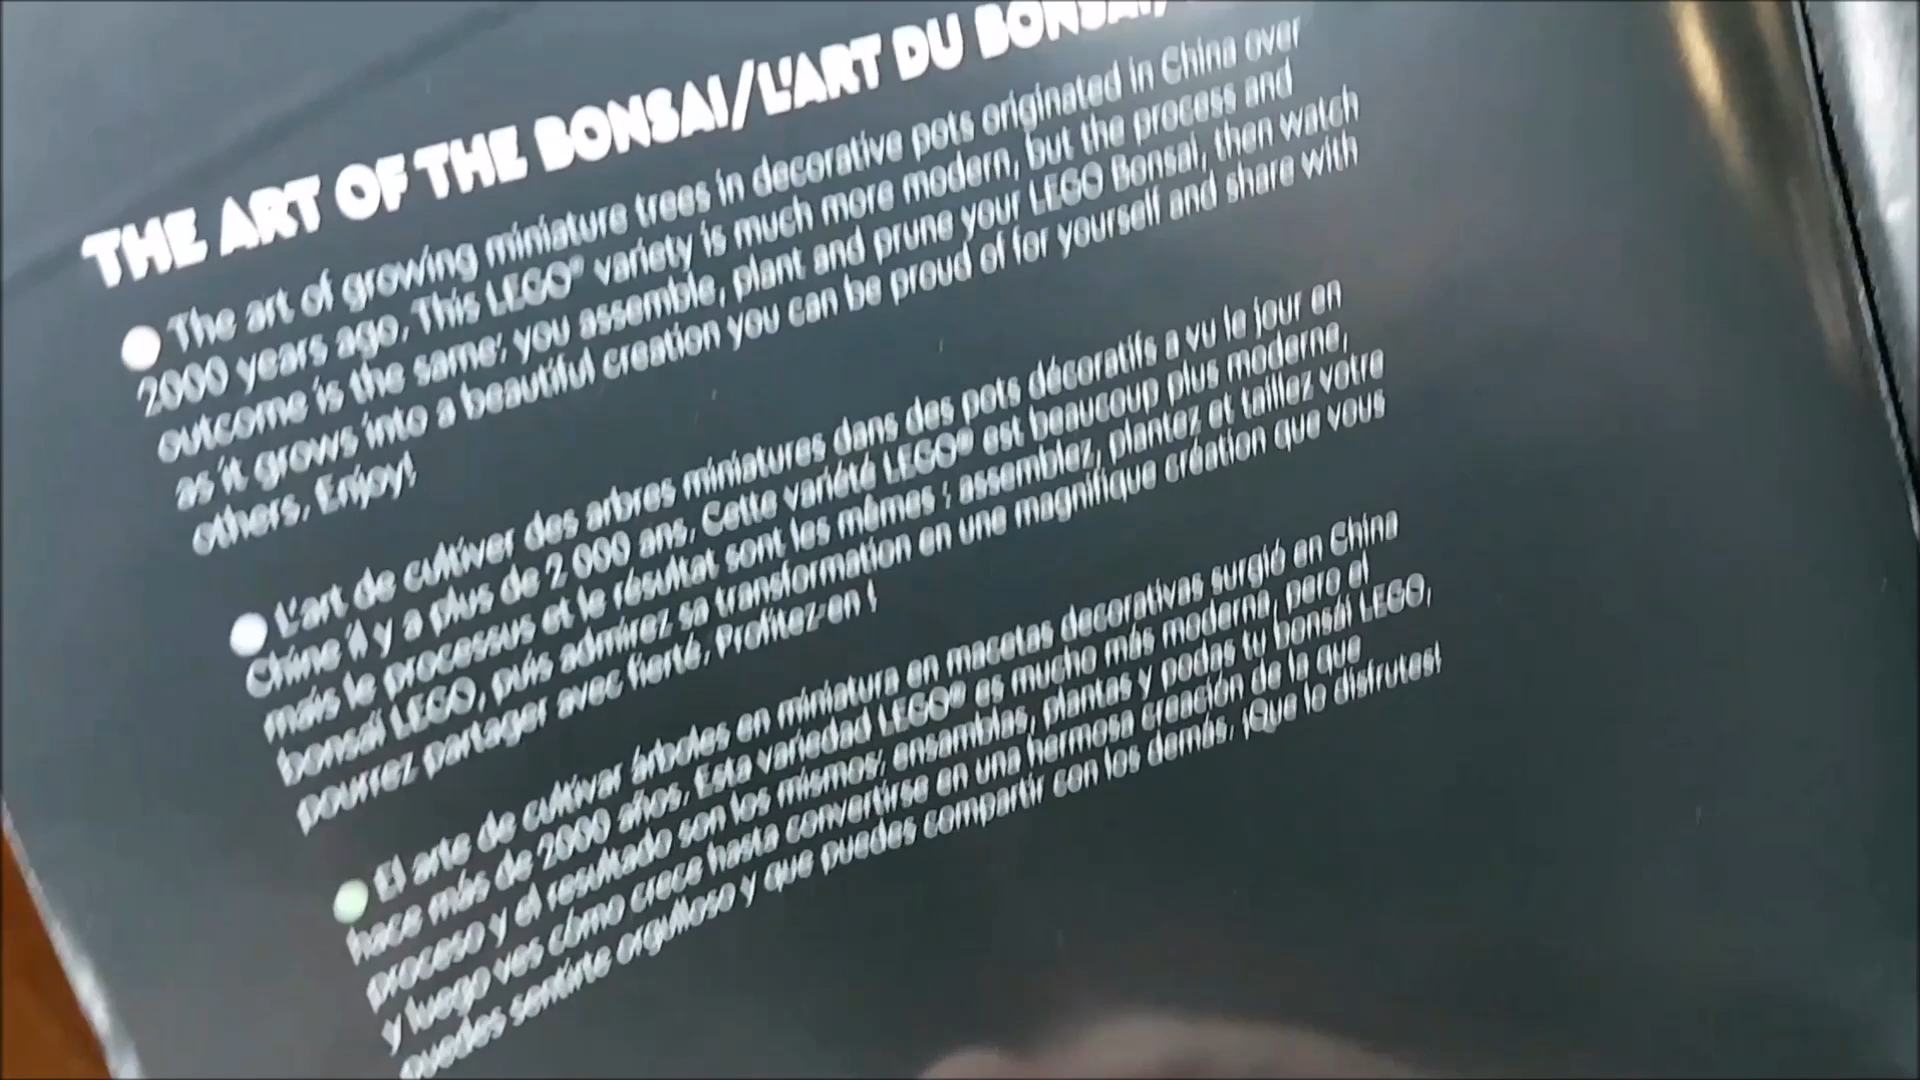 THE ART OF THE BONSAI/L'ART DU BONSAI/
The art of growing miniature trees in decorative pots originated in China over
2000 years ago. This LEGO® variety is much more modern, but the process and
outcome is the same: you assemble, plant and prune your LEGO Bonsai, then watch
as it grows into a beautiful creation you can be proud of for yourself and share with
others. Enjoy!
L'art de cultiver des arbres miniatures dans des pots décoratifs a vu le jour en
Chine il y a plus de 2 000 ans. Cette variété LEGO® est beaucoup plus moderne,
mais le processus et le résultat sont les mêmes : assemblez, plantez et taillez votre
bonsaï LEGO, puis admirez sa transformation en une magnifique création que vous
pourrez partager avec fierté. Profitez-en !
El arte de cultivar árboles en miniatura en macetas decorativas surgió en China
hace más de 2000 años. Esta variedad LEGO® es mucho más moderna, pero el
proceso y el resultado son los mismos: ensamblas, plantas y podas tu bonsái LEGO,
y luego ves cómo crece hasta convertirse en una hermosa creación de la que
puedes sentirte orgulloso y que puedes compartir con los demás. ¡Que lo disfrutes!